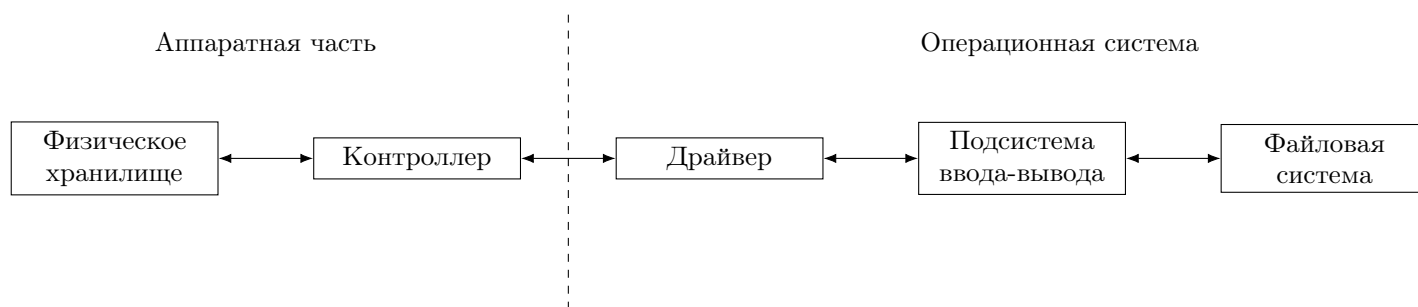 Аппаратная часть
Операционная система
Физическое
хранилище
Контроллер
Драйвер
Подсистема
ввода-вывода
Файловая
система